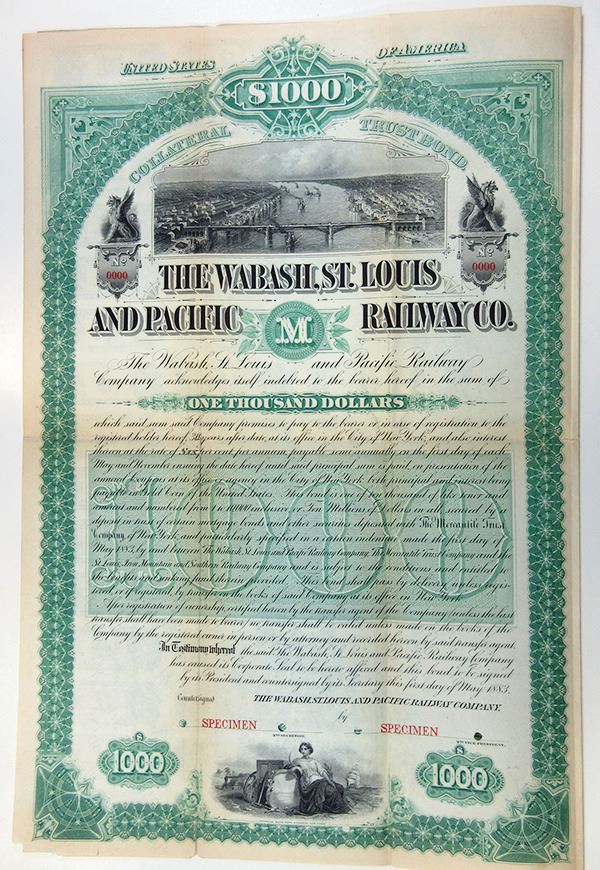 UNITED STATES OF AMERICA
$1000
COLLATERAL TRUST BOND
No 0000
No 0000
THE WABASH, ST. LOUIS
AND PACIFIC M RAILWAY CO.
The Wabash, St. Louis and Pacific Railway
Company acknowledges itself indebted to the bearer hereof in the sum of
ONE THOUSAND DOLLARS
which said sum said Company promises to pay to the bearer or in case of registration to the
registered holder hereof, years after date, at its office in the City of New York, and also interest
thereon at the rate of per cent. per annum payable semi-annually on the first days of each
May and November ensuing the date hereof until said principal sum is paid, on presentation of the
annexed coupons at its office or agency in the City of New York, both principal and interest being
payable in Gold Coin of the United States. This bond is one of ten thousand of like tenor and
amount and numbered from 1 to 10,000 inclusive for Ten Millions of Dollars in all secured by
deposit in trust of certain mortgage bonds and other securities deposited with The Mercantile Trust
Company, of New York, and particularly specified in a certain indenture made this first day of
May 1883, by and between The Wabash, St. Louis and Pacific Railway Company, The Mercantile Trust Company and the
St. Louis, Iron Mountain and Southern Railway Company and is subject to the conditions and entitled to
the benefits of a sinking fund therein provided. This bond shall pass by delivery unless regist-
ered or if registered by transfer on the books of said Company at its office in New York.
After registration of ownership, certified hereon by the transfer agent of the Company (unless the last
transfer shall have been made to bearer) no transfer shall be valid unless made on the books of the
Company by the registered owner in person or by attorney and recorded hereon by said transfer agent.
In Testimony whereof the said The Wabash, St. Louis and Pacific Railway Company
has caused its Corporate Seal to be hereto affixed and this bond to be signed
by its President and countersigned by its Secretary this first day of May 1883.
Countersigned THE WABASH, ST. LOUIS AND PACIFIC RAILWAY COMPANY,
by
SPECIMEN SPECIMEN
SECRETARY. VICE PRESIDENT.
$ 1000
$ 1000